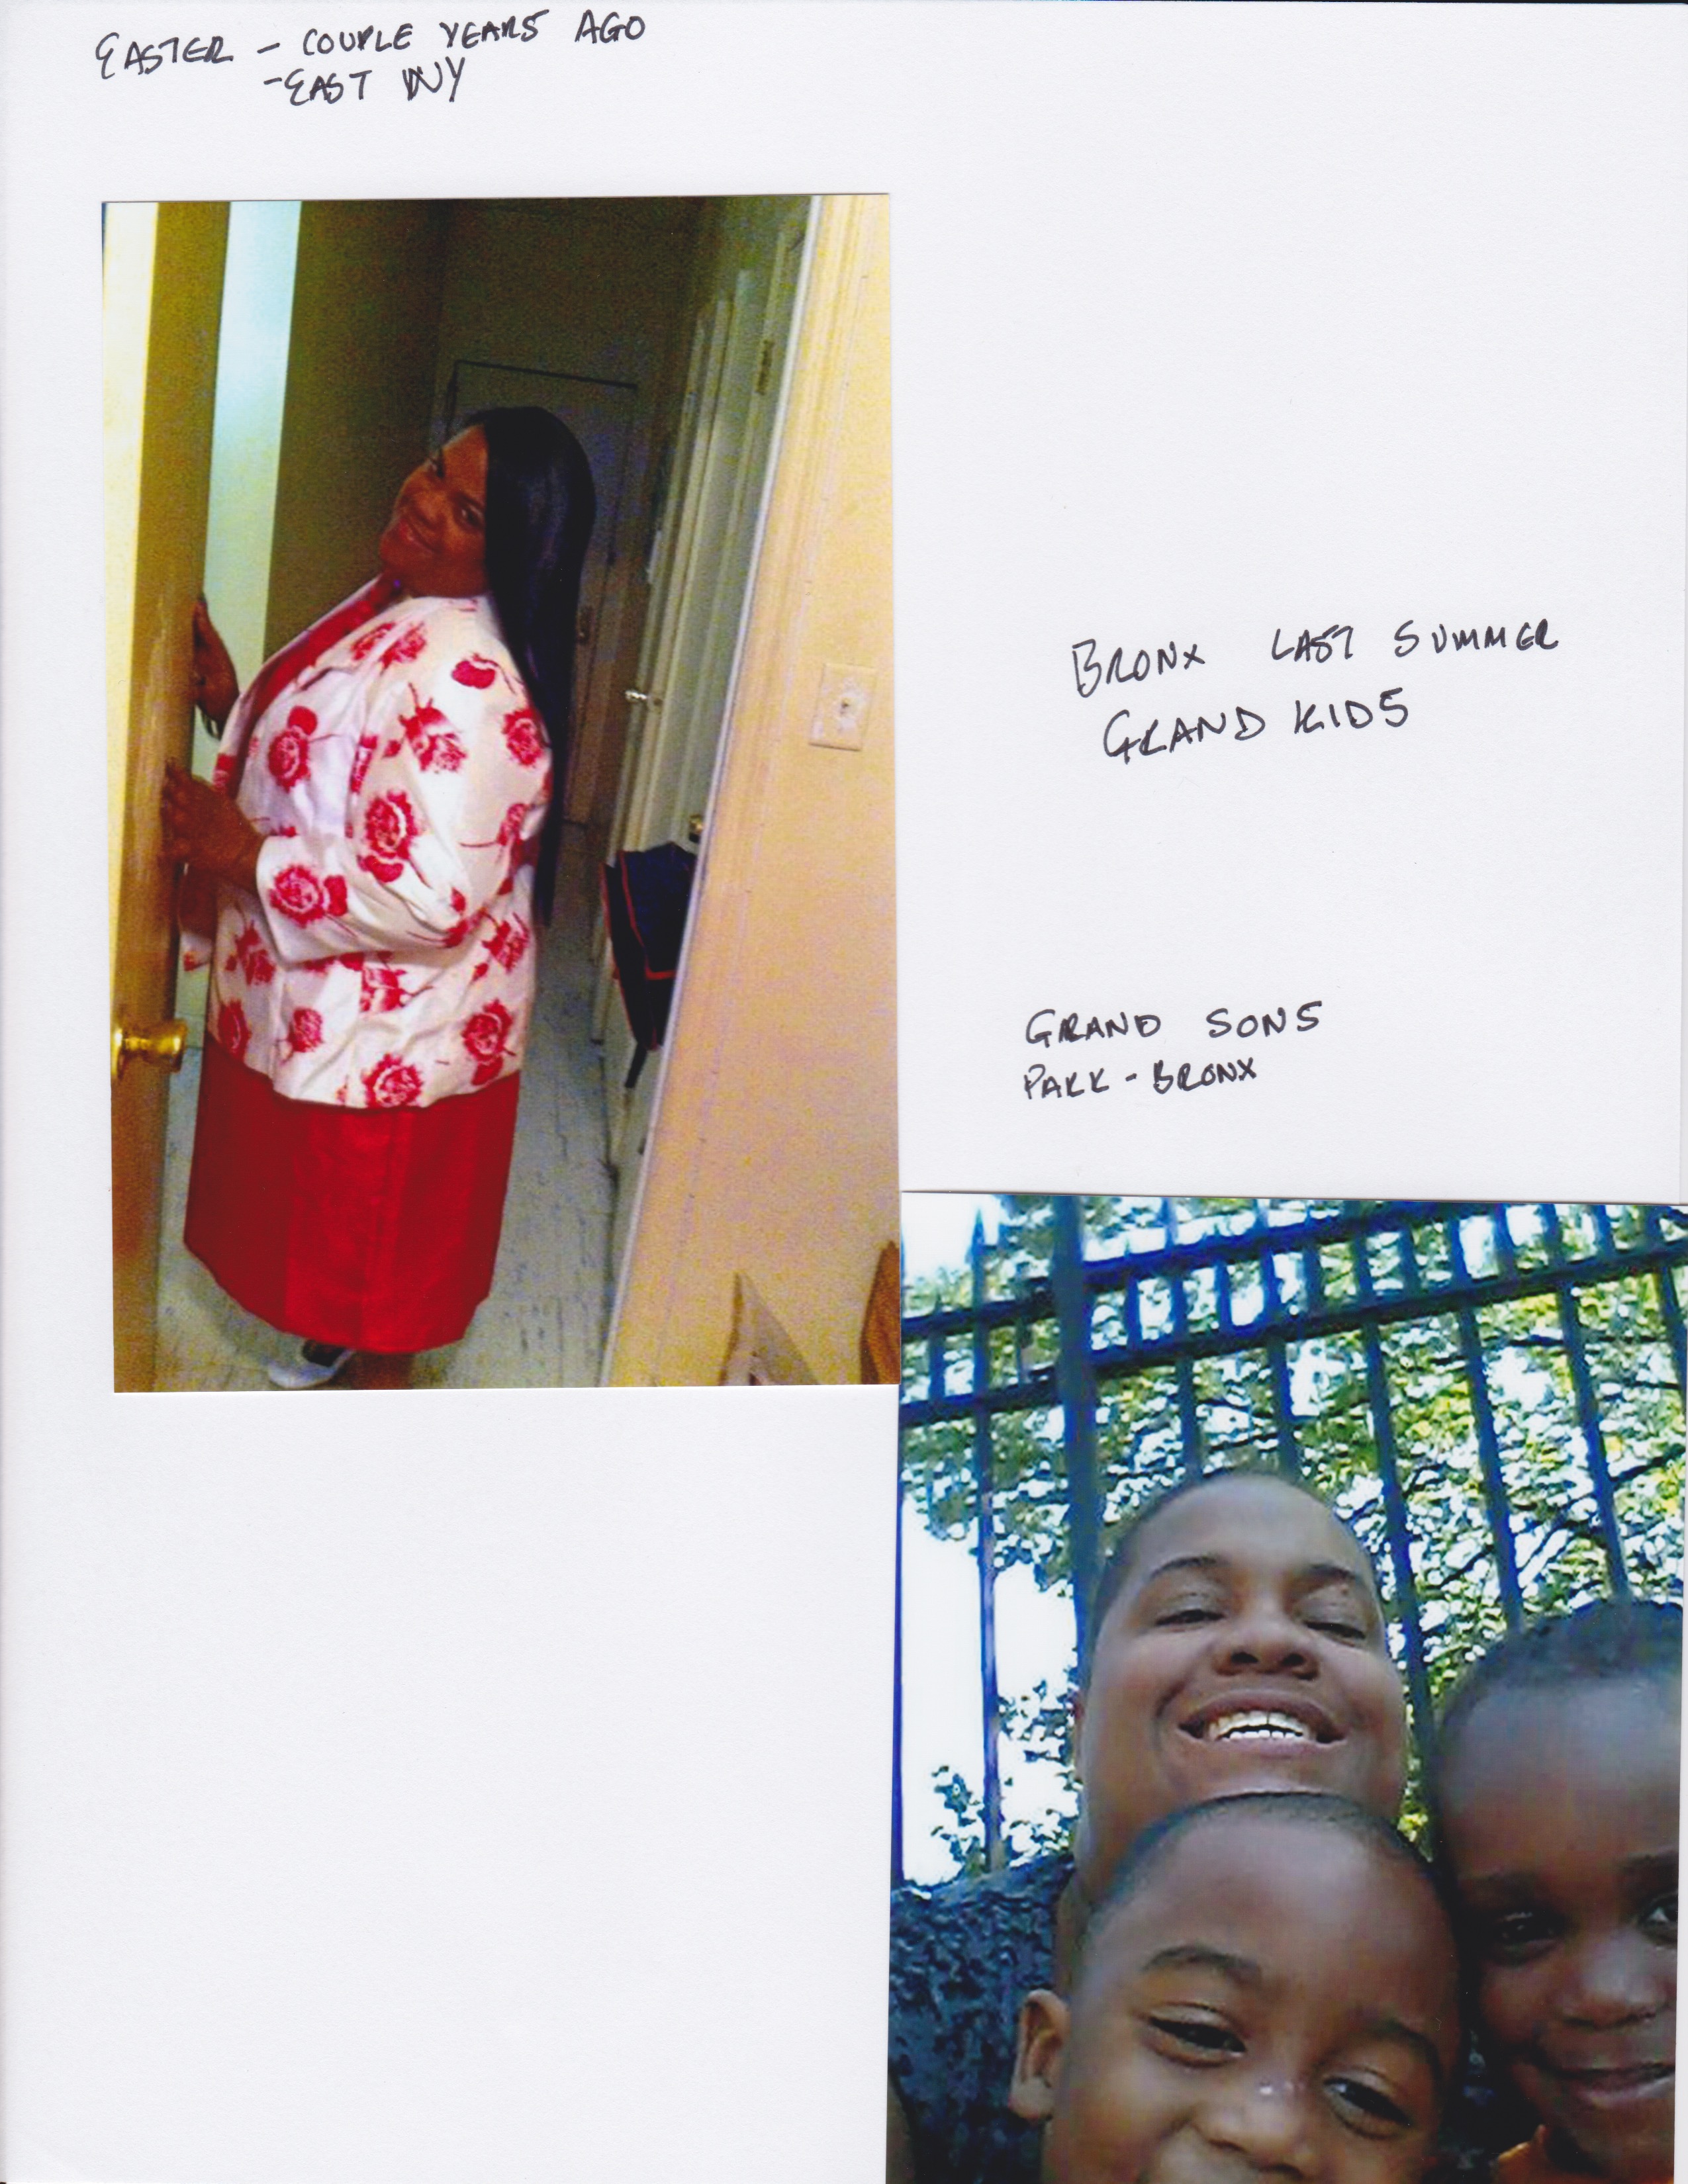 EASTER - COUPLE YEARS AGO
- EAST NY
BRONX LAST SUMMER
GRAND KIDS
GRAND SONS
PARK - BRONX